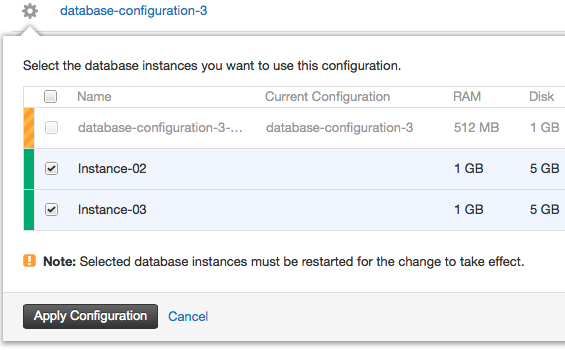 database-configuration-3
Select the database instances you want to use this configuration.
Name Current Configuration RAM Disk
database-configuration-3-... database-configuration-3 512 MB 1 GB
Instance-02 1 GB 5 GB
Instance-03 1 GB 5 GB
Note: Selected database instances must be restarted for the change to take effect.
Apply Configuration Cancel